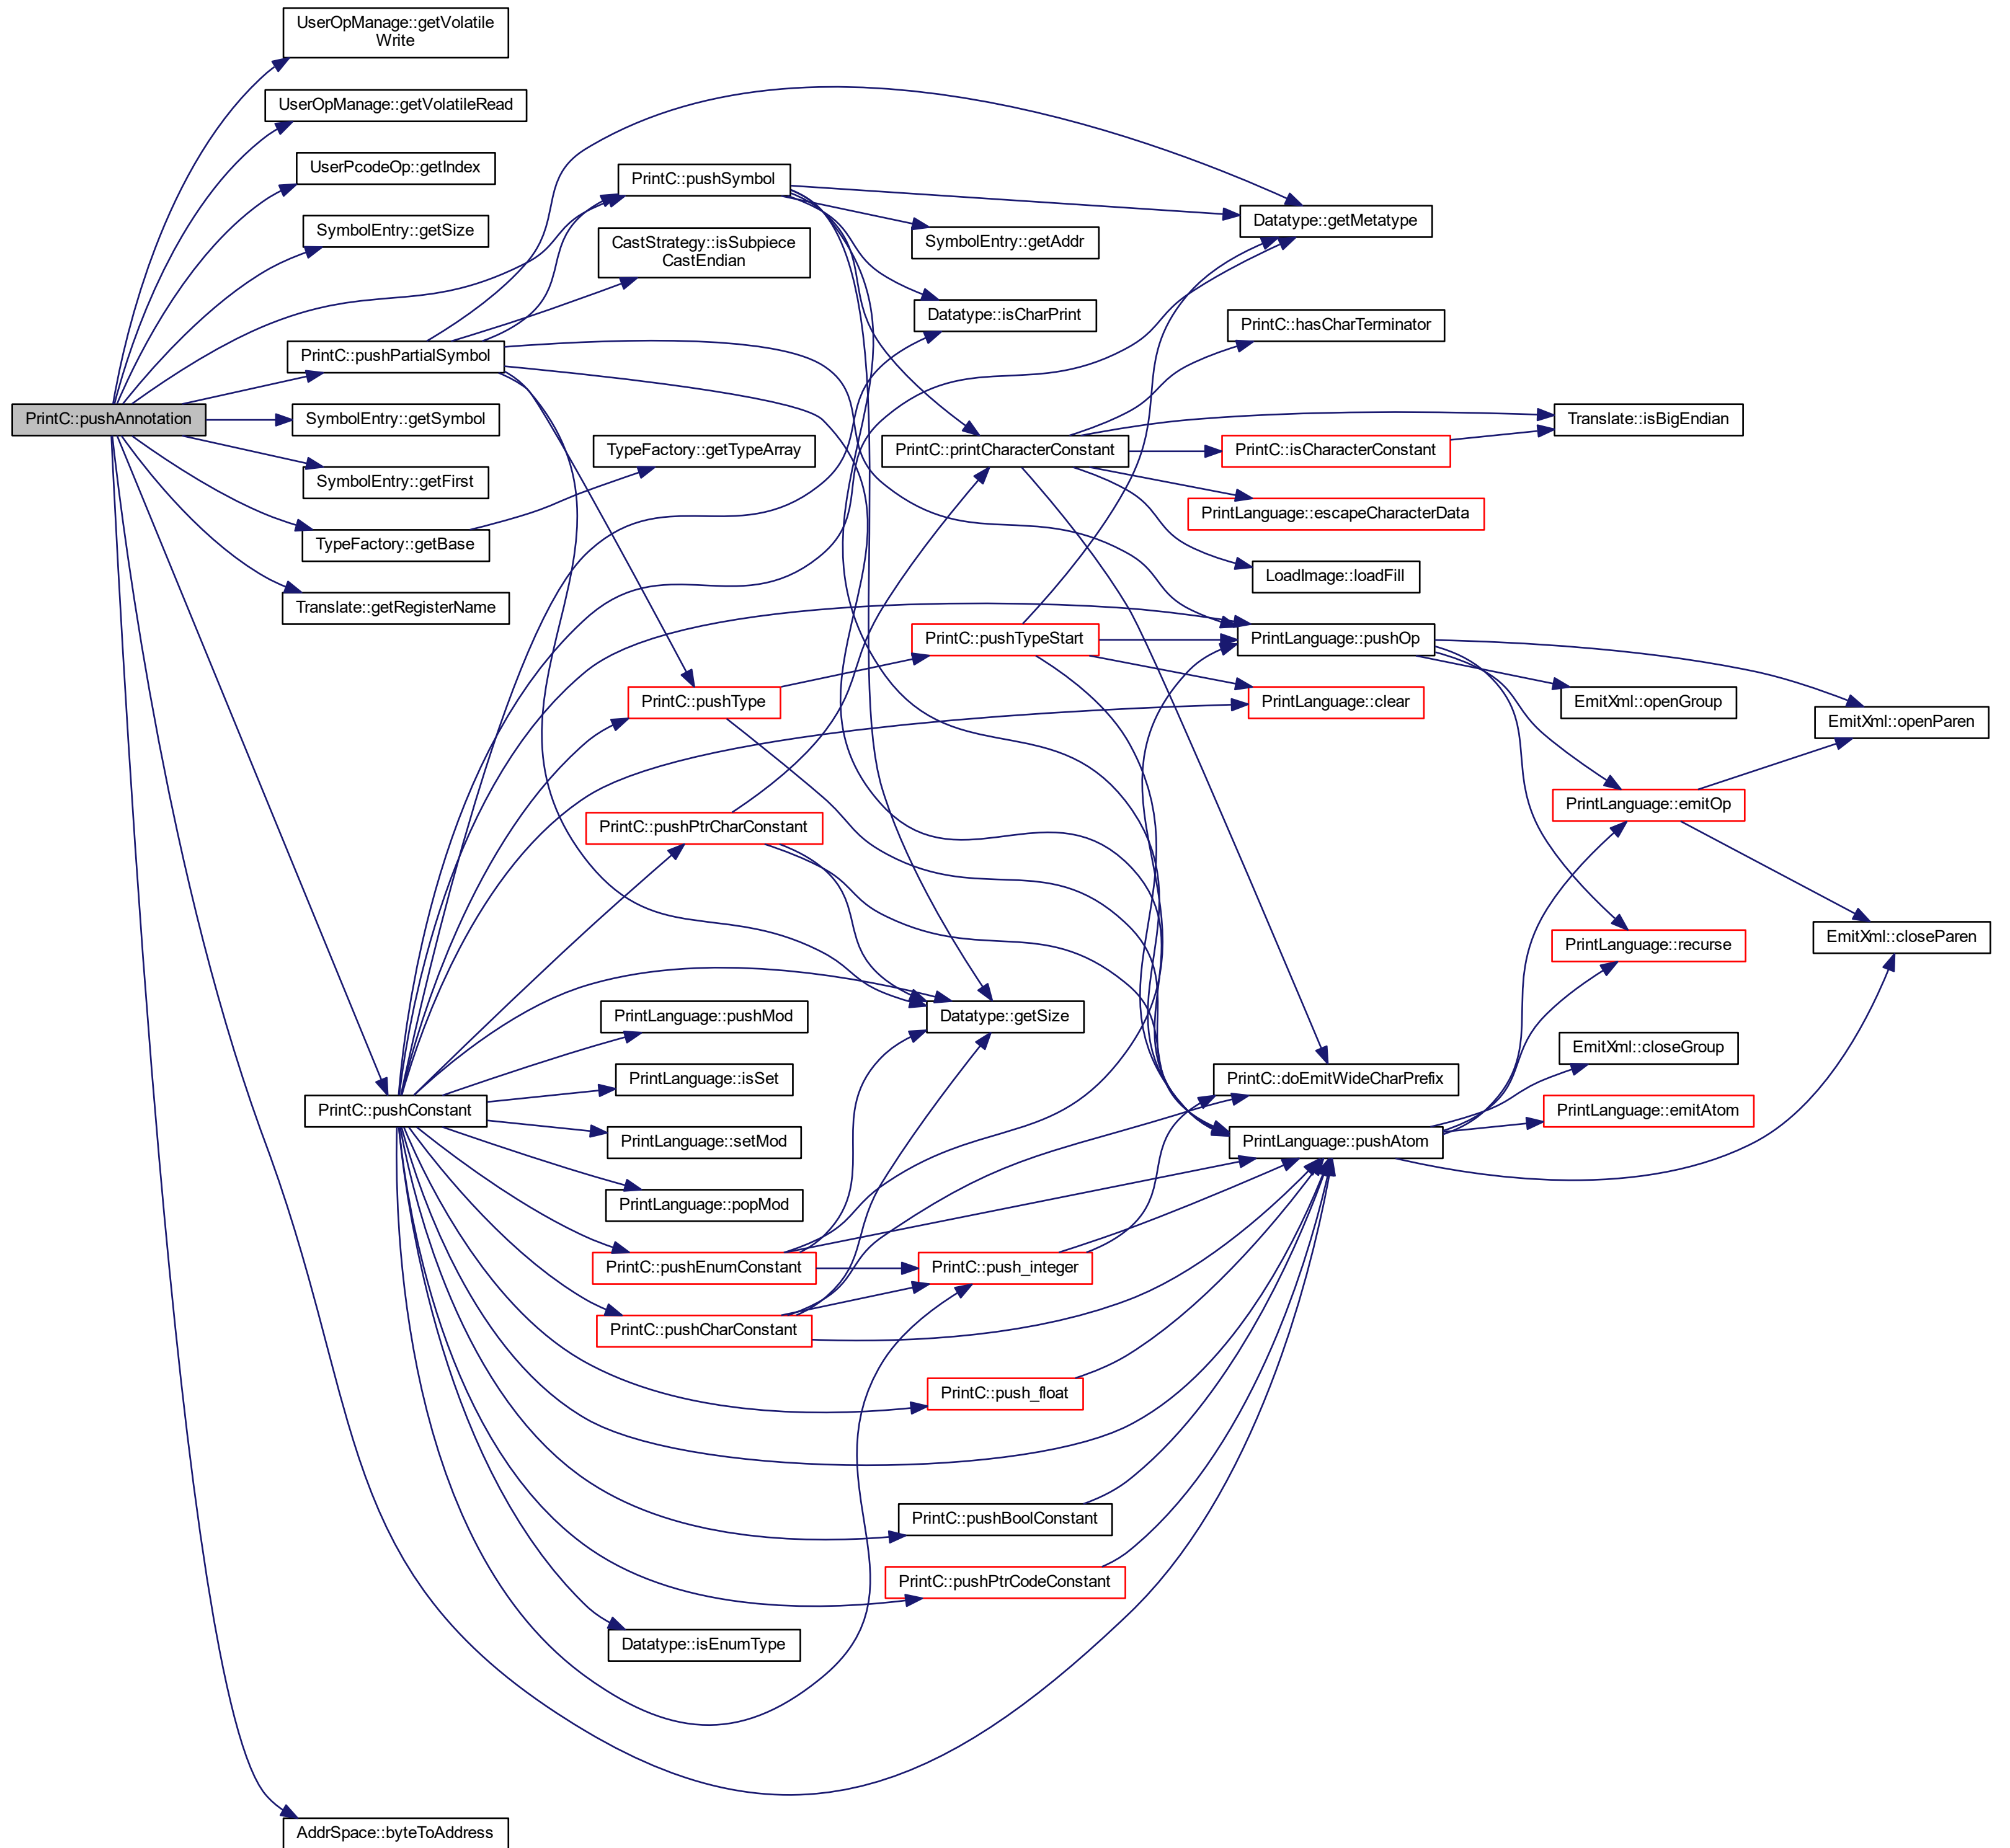 UserOpManage::getVolatile
Write
UserOpManage::getVolatileRead
UserPcodeOp::getIndex
SymbolEntry::getSize
PrintC::pushPartialSymbol
PrintC::pushAnnotation
SymbolEntry::getSymbol
SymbolEntry::getFirst
TypeFactory::getBase
Translate::getRegisterName
PrintC::pushConstant
AddrSpace::byteToAddress
PrintC::pushSymbol
CastStrategy::isSubpiece
CastEndian
TypeFactory::getTypeArray
PrintC::pushType
PrintC::pushPtrCharConstant
PrintLanguage::pushMod
PrintLanguage::isSet
PrintLanguage::setMod
PrintLanguage::popMod
PrintC::pushEnumConstant
PrintC::pushCharConstant
Datatype::isEnumType
SymbolEntry::getAddr
Datatype::isCharPrint
PrintC::printCharacterConstant
PrintC::pushTypeStart
Datatype::getSize
PrintC::push_integer
PrintC::push_float
PrintC::pushBoolConstant
PrintC::pushPtrCodeConstant
Datatype::getMetatype
PrintC::hasCharTerminator
PrintC::isCharacterConstant
PrintLanguage::escapeCharacterData
LoadImage::loadFill
PrintLanguage::pushOp
PrintLanguage::clear
PrintC::doEmitWideCharPrefix
PrintLanguage::pushAtom
Translate::isBigEndian
EmitXml::openGroup
PrintLanguage::emitOp
PrintLanguage::recurse
EmitXml::closeGroup
PrintLanguage::emitAtom
EmitXml::openParen
EmitXml::closeParen